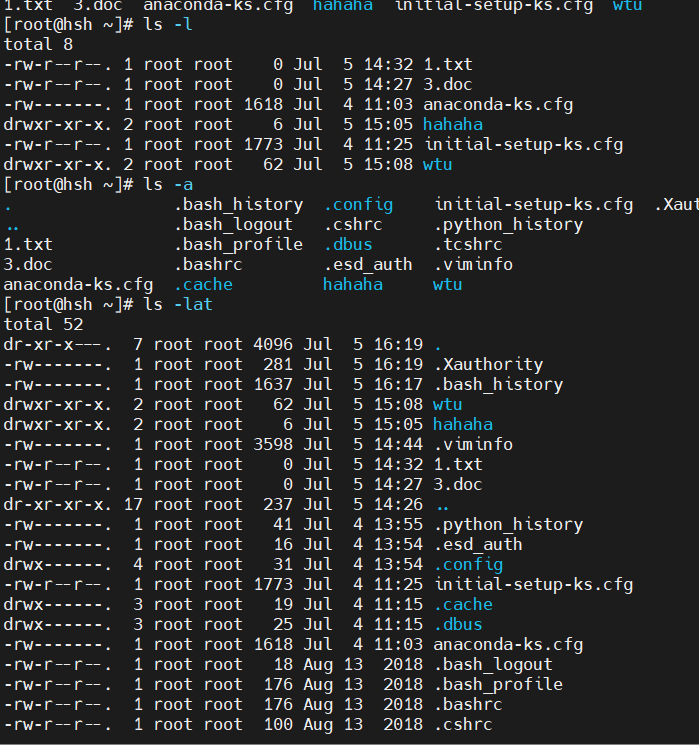 1.txt  3.doc  anaconda-ks.cfg  hahaha  initial-setup-ks.cfg  wtu
[root@hsh ~]# ls -l
total 8
-rw-r--r--. 1 root root    0 Jul  5 14:32 1.txt
-rw-r--r--. 1 root root    0 Jul  5 14:27 3.doc
-rw-------. 1 root root 1618 Jul  4 11:03 anaconda-ks.cfg
drwxr-xr-x. 2 root root    6 Jul  5 15:05 hahaha
-rw-r--r--. 1 root root 1773 Jul  4 11:25 initial-setup-ks.cfg
drwxr-xr-x. 2 root root   62 Jul  5 15:08 wtu
[root@hsh ~]# ls -a
.                .bash_history  .config    initial-setup-ks.cfg  .Xau
..               .bash_logout   .cshrc     .python_history
1.txt            .bash_profile  .dbus      .tcshrc
3.doc            .bashrc        .esd_auth  .viminfo
anaconda-ks.cfg  .cache         hahaha     wtu
[root@hsh ~]# ls -lat
total 52
dr-xr-x---.  7 root root 4096 Jul  5 16:19 .
-rw-------.  1 root root  281 Jul  5 16:19 .Xauthority
-rw-------.  1 root root 1637 Jul  5 16:17 .bash_history
drwxr-xr-x.  2 root root   62 Jul  5 15:08 wtu
drwxr-xr-x.  2 root root    6 Jul  5 15:05 hahaha
-rw-------.  1 root root 3598 Jul  5 14:44 .viminfo
-rw-r--r--.  1 root root    0 Jul  5 14:32 1.txt
-rw-r--r--.  1 root root    0 Jul  5 14:27 3.doc
dr-xr-xr-x. 17 root root  237 Jul  5 14:26 ..
-rw-------.  1 root root   41 Jul  4 13:55 .python_history
-rw-------.  1 root root   16 Jul  4 13:54 .esd_auth
drwx------.  4 root root   31 Jul  4 13:54 .config
-rw-r--r--.  1 root root 1773 Jul  4 11:25 initial-setup-ks.cfg
drwx------.  3 root root   19 Jul  4 11:15 .cache
drwx------.  3 root root   25 Jul  4 11:15 .dbus
-rw-------.  1 root root 1618 Jul  4 11:03 anaconda-ks.cfg
-rw-r--r--.  1 root root   18 Aug 13  2018 .bash_logout
-rw-r--r--.  1 root root  176 Aug 13  2018 .bash_profile
-rw-r--r--.  1 root root  176 Aug 13  2018 .bashrc
-rw-r--r--.  1 root root  100 Aug 13  2018 .cshrc